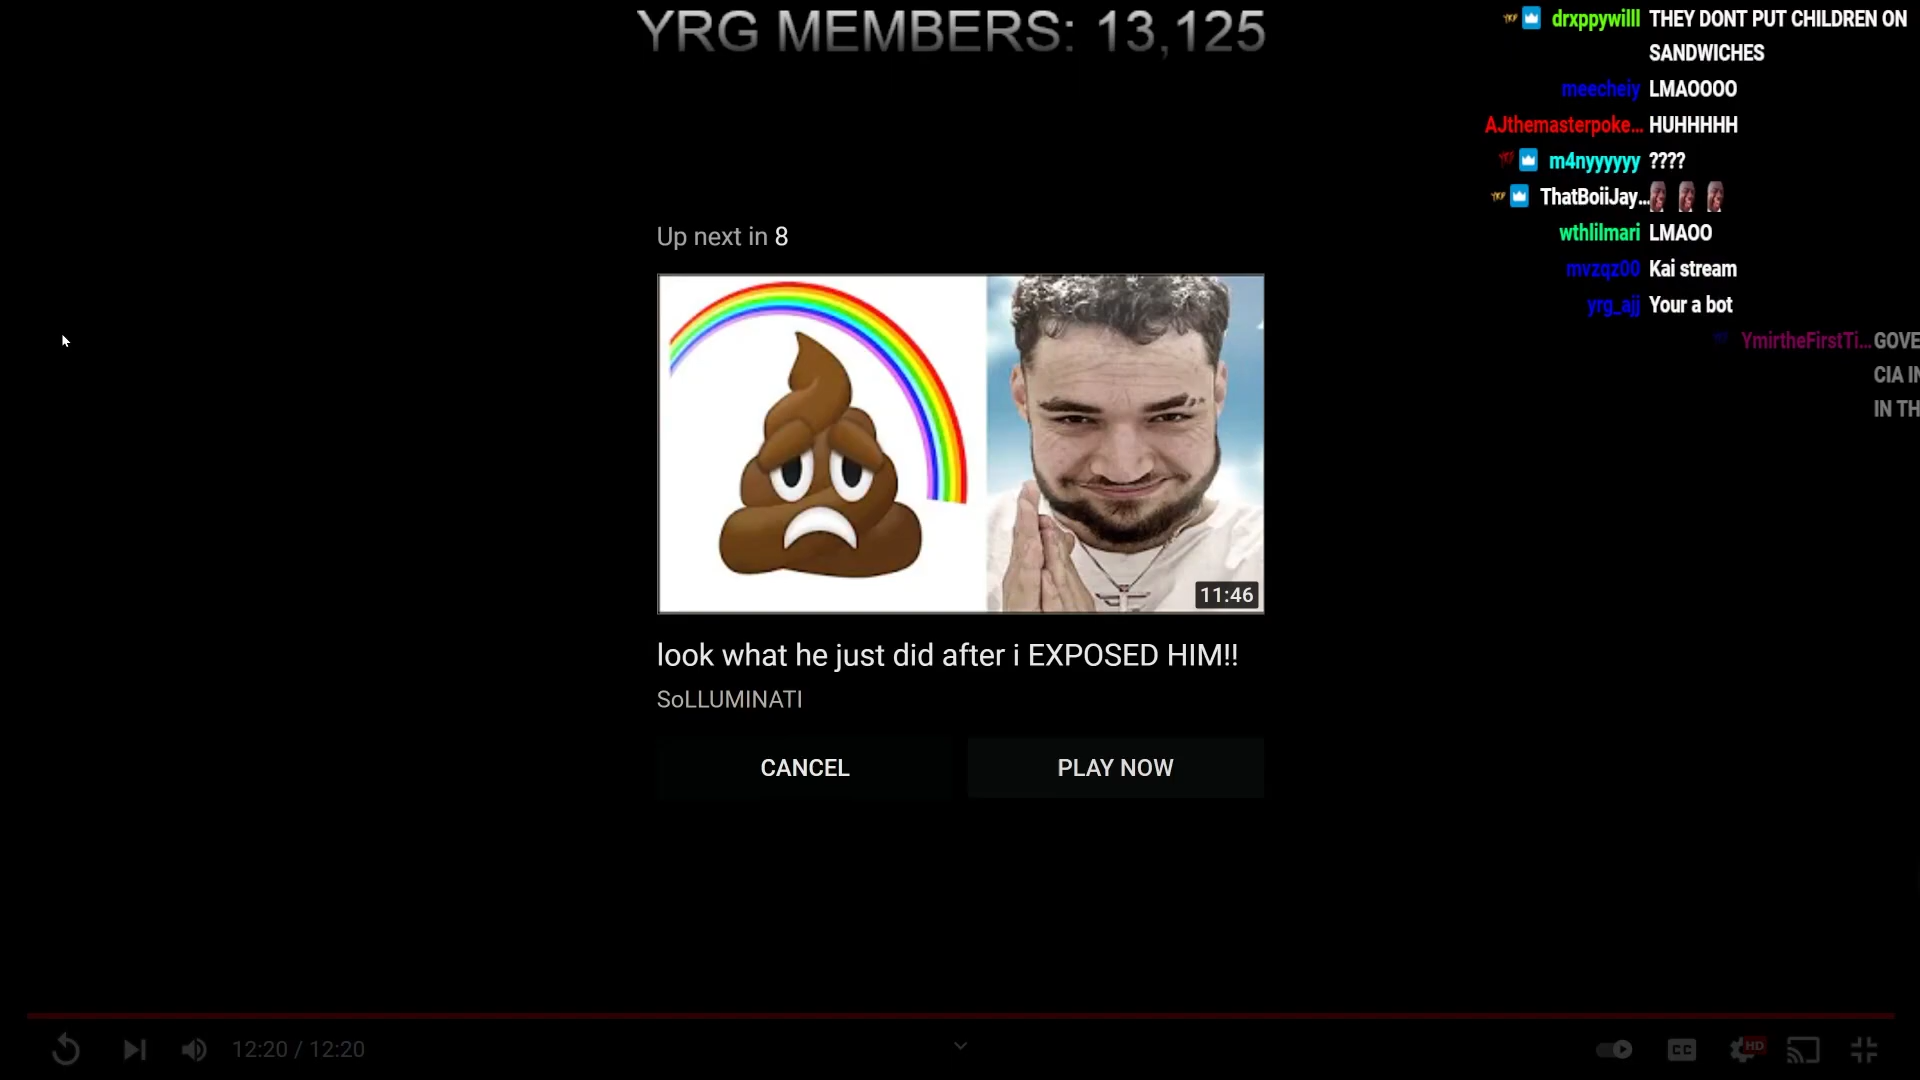 YRG MEMBERS: 13,125
drxppywilll THEY DONT PUT CHILDREN ON
SANDWICHES
meecheiy LMAOOOO
AJthemasterpoke... HUHHHHH
m4nyyyyyy ????
ThatBoiiJay...
wthlilmari LMAOO
mvzqz00 Kai stream
yrg_ajj Your a bot
YmirtheFirstTi... GOVE
CIA IN
IN TH
Up next in 8
11:46
look what he just did after i EXPOSED HIM!!
SoLLUMINATI
CANCEL PLAY NOW
12:20 / 12:20
CC HD